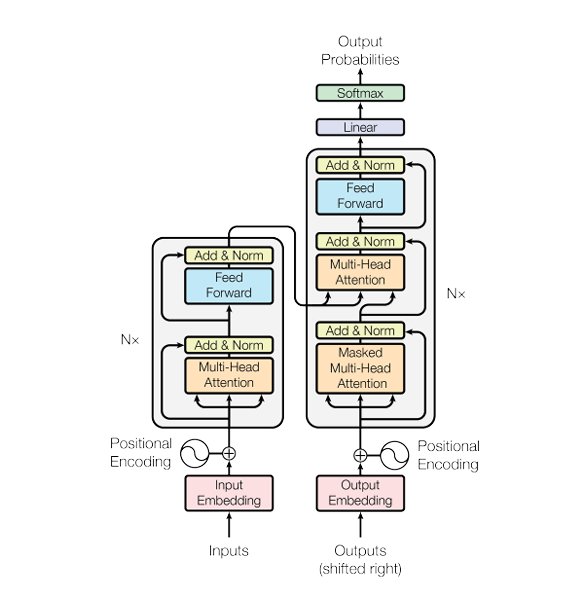 Output
Probabilities
Softmax
Linear
Add & Norm
Feed
Forward
Add & Norm
Multi-Head
Attention
Add & Norm
Masked
Multi-Head
Attention
N×
Add & Norm
Feed
Forward
Add & Norm
Multi-Head
Attention
N×
Positional
Encoding
Positional
Encoding
Input
Embedding
Output
Embedding
Inputs
Outputs
(shifted right)